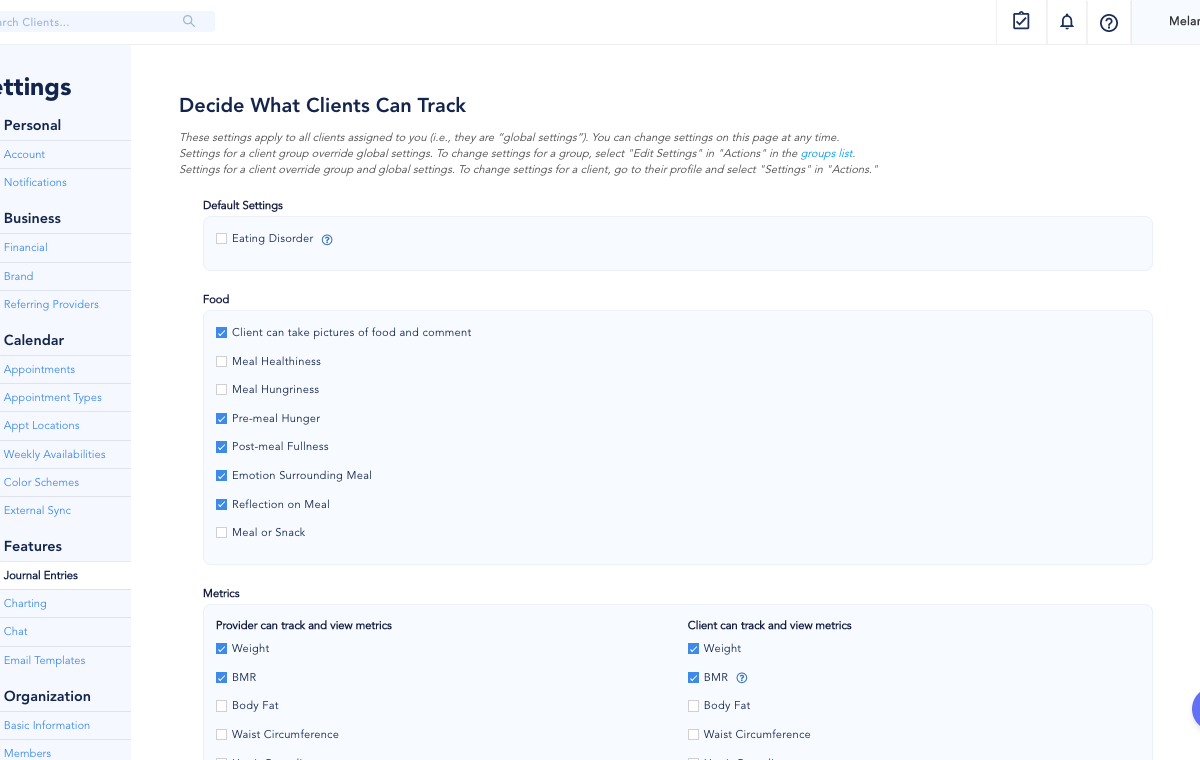 rch Clients...
Melar
ettings
Personal
Account
Notifications
Business
Financial
Brand
Referring Providers
Calendar
Appointments
Appointment Types
Appt Locations
Weekly Availabilities
Color Schemes
External Sync
Features
Journal Entries
Charting
Chat
Email Templates
Organization
Basic Information
Members
Decide What Clients Can Track
These settings apply to all clients assigned to you (i.e., they are “global settings”). You can change settings on this page at any time.
Settings for a client group override global settings. To change settings for a group, select "Edit Settings" in "Actions" in the groups list.
Settings for a client override group and global settings. To change settings for a client, go to their profile and select "Settings" in "Actions."
Default Settings
Eating Disorder
Food
Client can take pictures of food and comment
Meal Healthiness
Meal Hungriness
Pre-meal Hunger
Post-meal Fullness
Emotion Surrounding Meal
Reflection on Meal
Meal or Snack
Metrics
Provider can track and view metrics
Weight
BMR
Body Fat
Waist Circumference
Client can track and view metrics
Weight
BMR
Body Fat
Waist Circumference